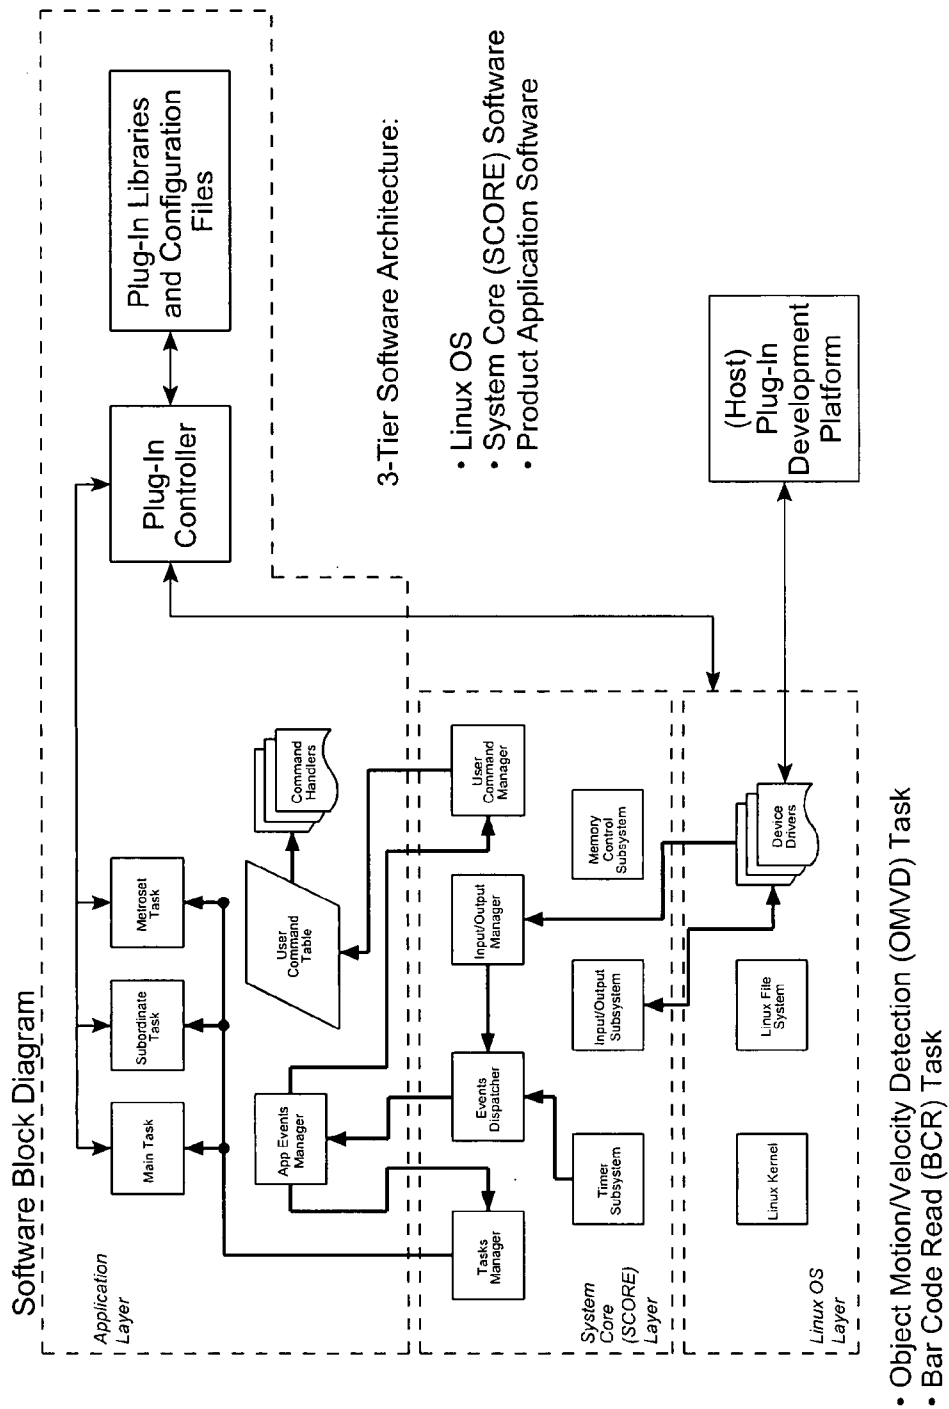 Software Block Diagram
Application
Layer
Main Task
Subordinate
Task
Metroset
Task
Plug-In
Controller
Plug-In Libraries
and Configuration
Files
App Events
Manager
User
Command
Table
Command
Handlers
3-Tier Software Architecture:
• Linux OS
• System Core (SCORE) Software
• Product Application Software
System
Core
(SCORE)
Layer
Tasks
Manager
Events
Dispatcher
Input/Output
Manager
User
Command
Manager
Timer
Subsystem
Input/Output
Subsystem
Memory
Control
Subsystem
Linux OS
Layer
Linux Kernel
Linux File
System
Device
Drivers
(Host)
Plug-In
Development
Platform
• Object Motion/Velocity Detection (OMVD) Task
• Bar Code Read (BCR) Task